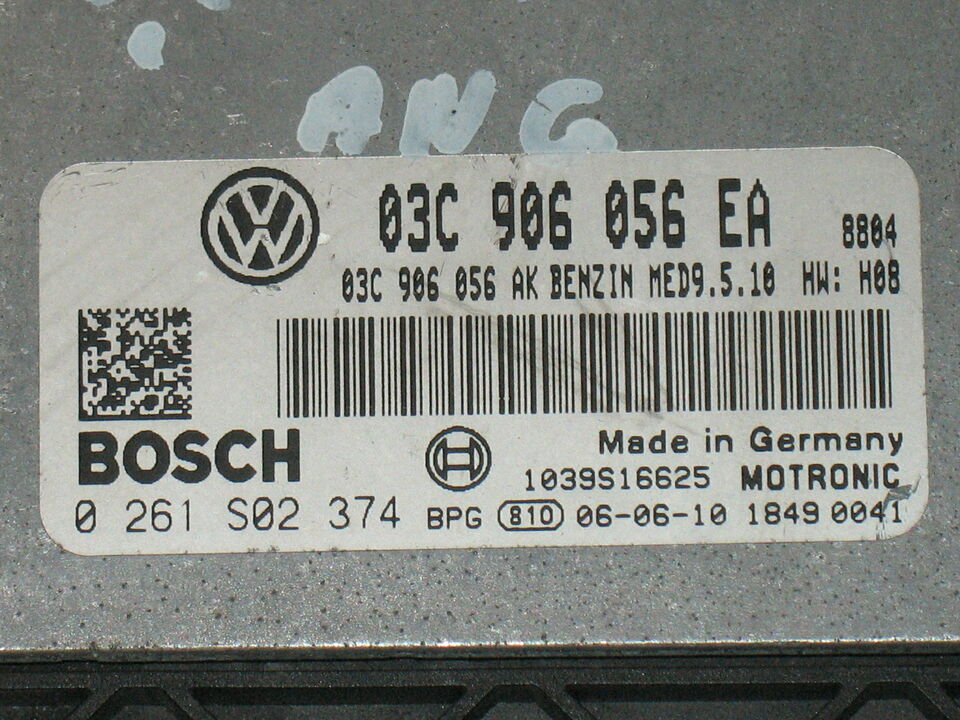 ANG
03C 906 056 EA 8804
03C 906 056 AK BENZIN MED9.5.10 HW: H08
BOSCH
Made in Germany
1039S16625 MOTRONIC
0 261 S02 374 BPG 810 06-06-10 1849 0041